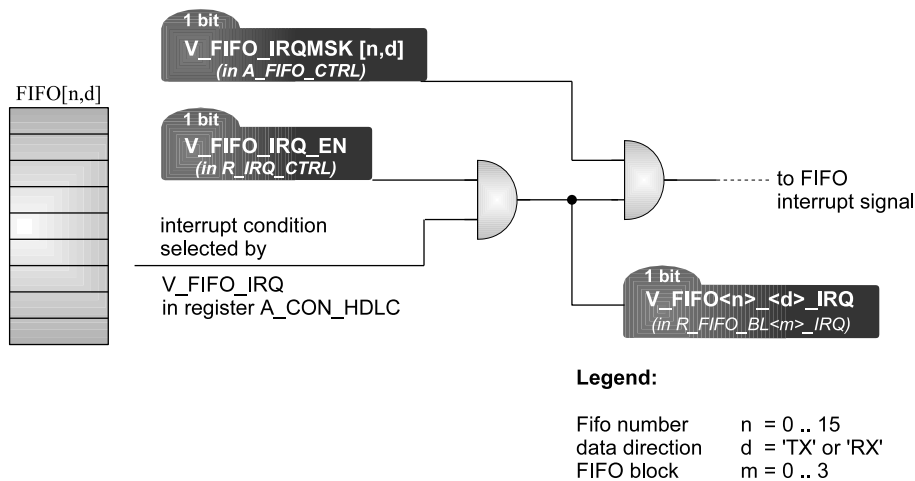 1 bit
V_FIFO_IRQMSK [n,d]
(in A_FIFO_CTRL)
FIFO[n,d]
1 bit
V_FIFO_IRQ_EN
(in R_IRQ_CTRL)
to FIFO
interrupt signal
interrupt condition
selected by
V_FIFO_IRQ
in register A_CON_HDLC
1 bit
V_FIFO<n>_<d>_IRQ
(in R_FIFO_BL<m>_IRQ)
Legend:
Fifo number n = 0 .. 15
data direction d = 'TX' or 'RX'
FIFO block m = 0 .. 3